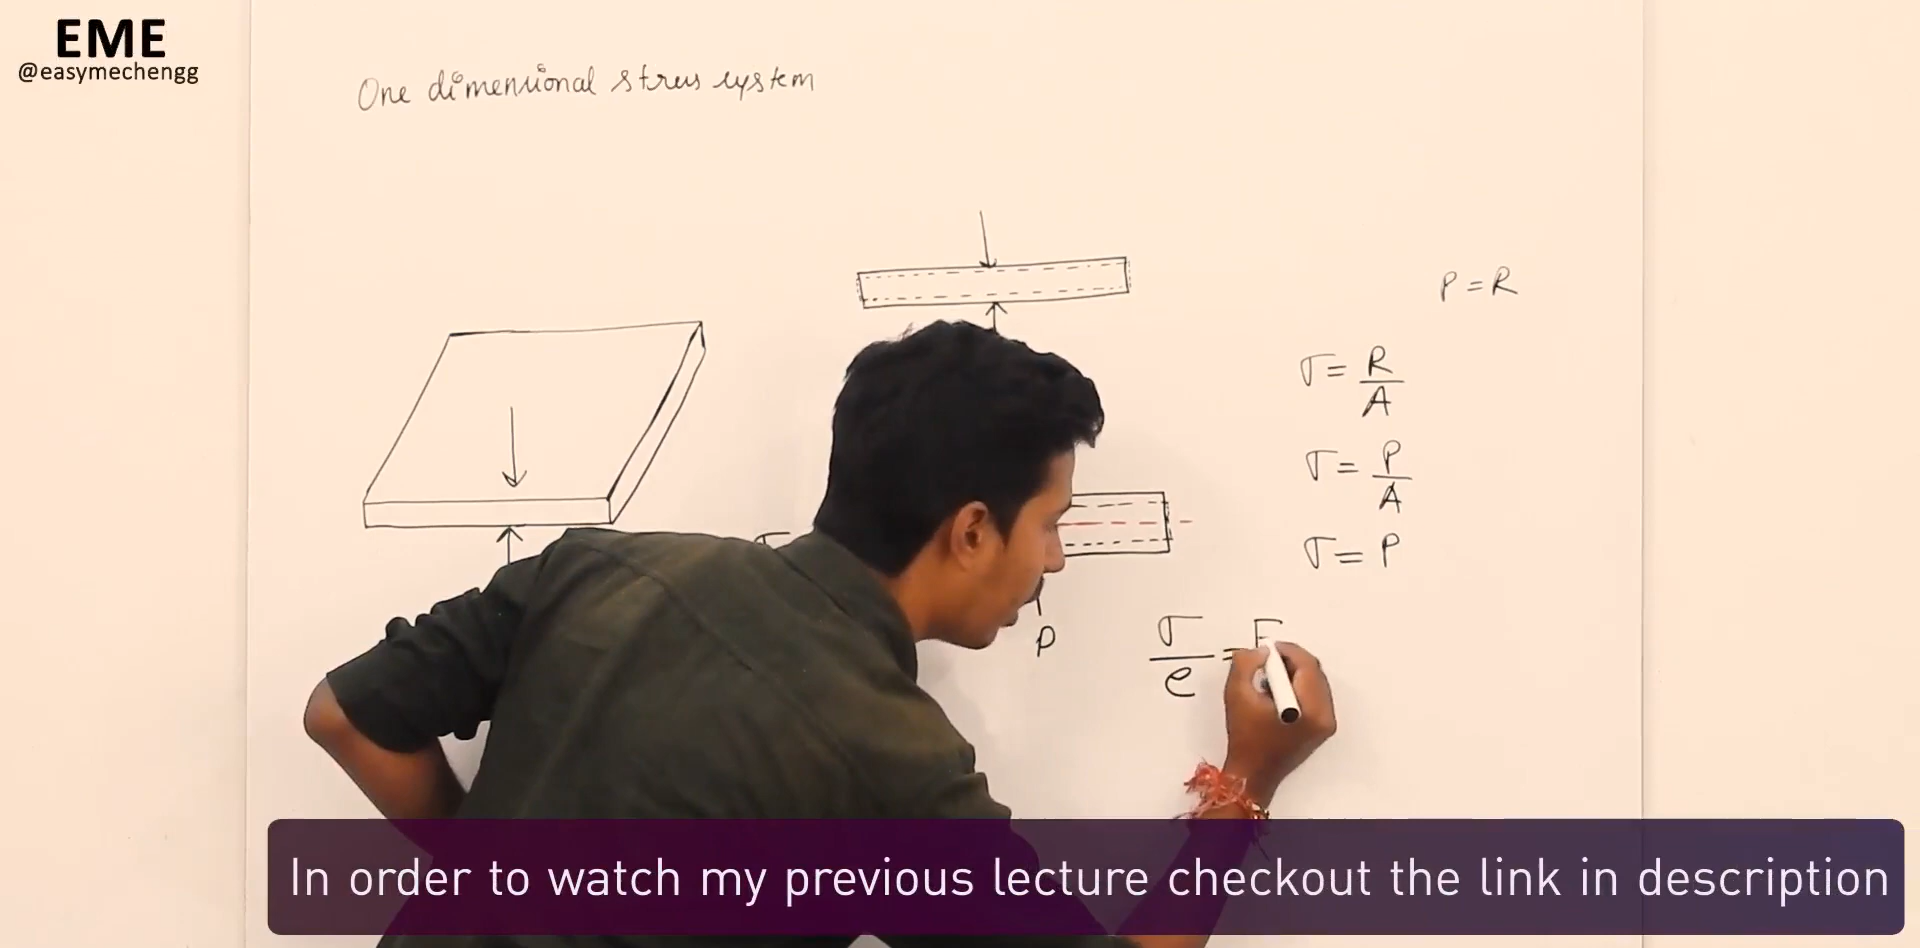 EME
@easymechengg
One dimensional stress system
P = R
σ = R/A
σ = P/A
σ = P
P
σ/e = E
In order to watch my previous lecture checkout the link in description